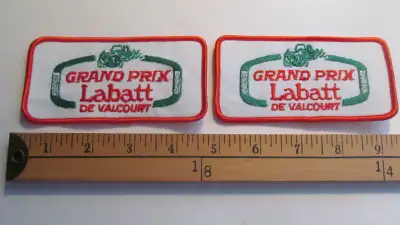 GRAND PRIX
Labatt
DE VALCOURT
GRAND PRIX
Labatt
DE VALCOURT
1 2 3 4 5 6 7 8 9
1/8 1/4